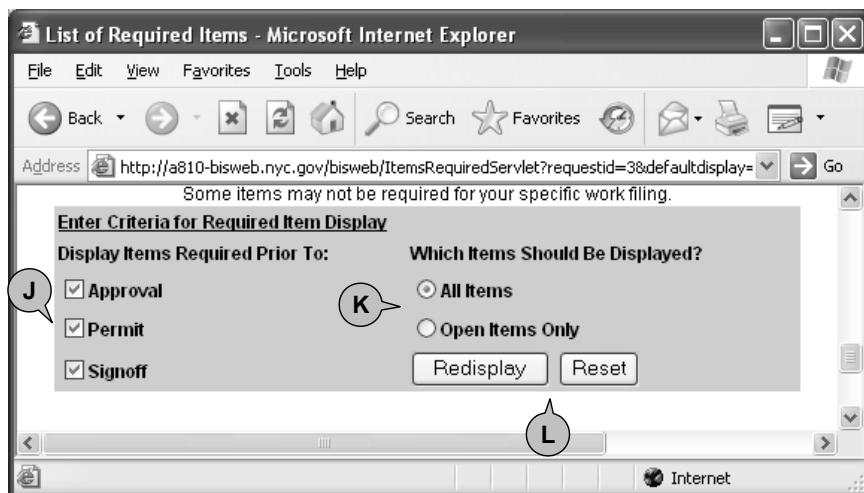 List of Required Items - Microsoft Internet Explorer
File Edit View Favorites Tools Help
Back Search Favorites
Address http://a810-bisweb.nyc.gov/bisweb/ItemsRequiredServlet?requestid=3&defaultdisplay= Go
Some items may not be required for your specific work filing.
Enter Criteria for Required Item Display
Display Items Required Prior To: Which Items Should Be Displayed?
J Approval K All Items
Permit Open Items Only
Signoff Redisplay Reset
L
Internet